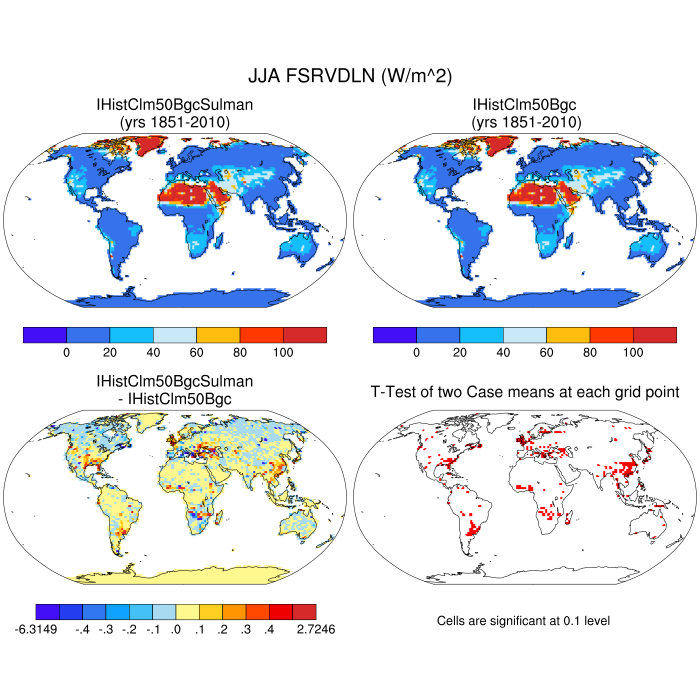 JJA FSRVDLN (W/m^2)
IHistClm50BgcSulman
(yrs 1851-2010)
IHistClm50Bgc
(yrs 1851-2010)
0 20 40 60 80 100
0 20 40 60 80 100
IHistClm50BgcSulman
- IHistClm50Bgc
T-Test of two Case means at each grid point
-6.3149 -.4 -.3 -.2 -.1 .0 .1 .2 .3 .4 2.7246
Cells are significant at 0.1 level